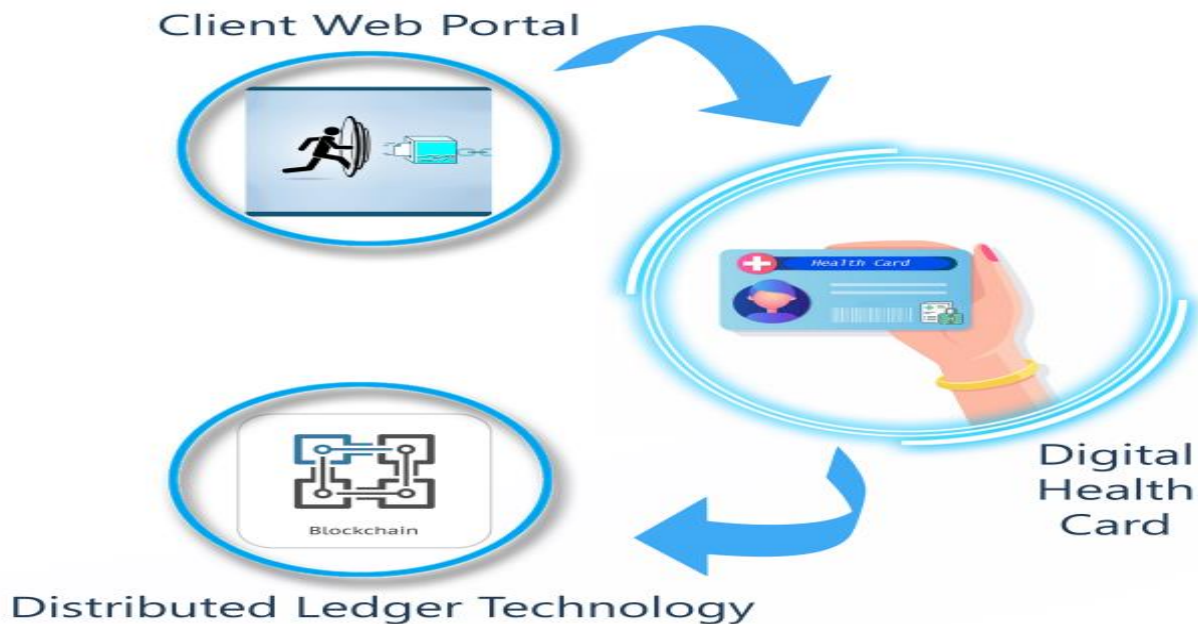 Client Web Portal
Health Card
Digital
Health
Card
Blockchain
Distributed Ledger Technology